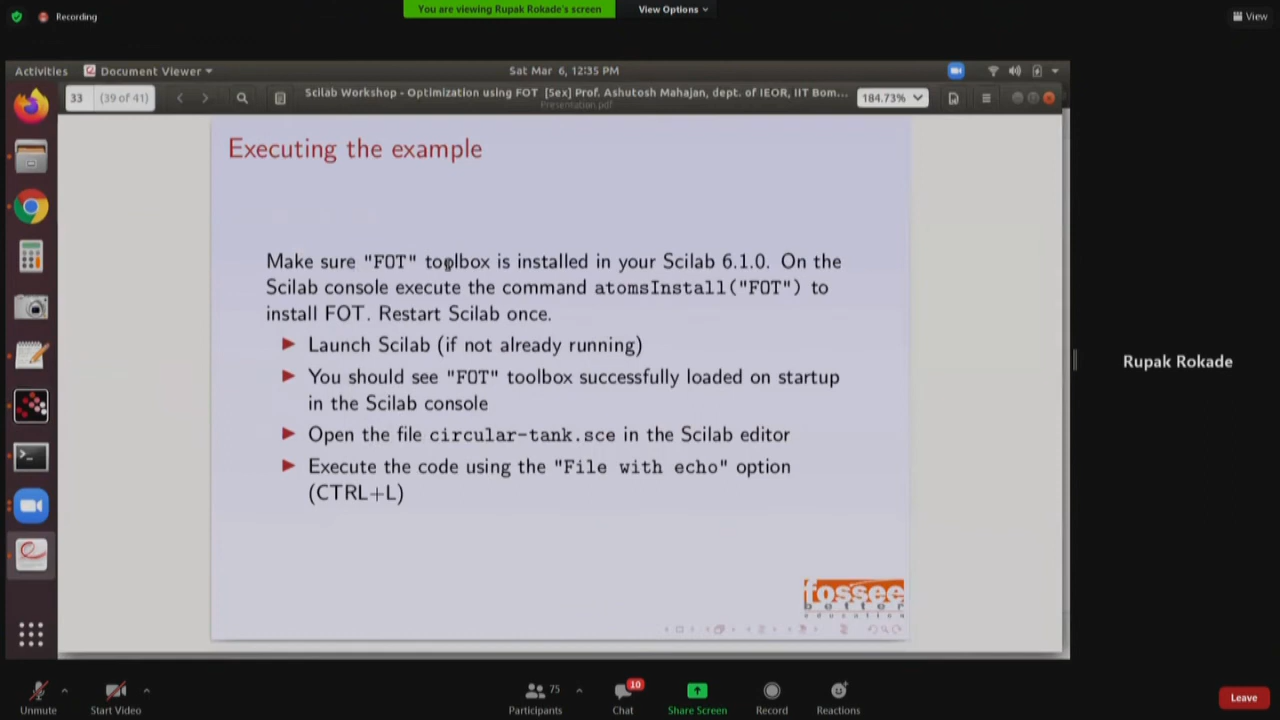 Recording
You are viewing Rupak Rokade's screen
View Options
View
Activities
Document Viewer
Sat Mar 6, 12:35 PM
33
(39 of 41)
Scilab Workshop - Optimization using FOT [Sex] Prof. Ashutosh Mahajan, dept. of IEOR, IIT Bom...
Presentation.pdf
184.73%
Executing the example
Make sure "FOT" toolbox is installed in your Scilab 6.1.0. On the
Scilab console execute the command atomsInstall("FOT") to
install FOT. Restart Scilab once.
Launch Scilab (if not already running)
You should see "FOT" toolbox successfully loaded on startup
in the Scilab console
Open the file circular-tank.sce in the Scilab editor
Execute the code using the "File with echo" option
(CTRL+L)
fossee
Rupak Rokade
Unmute
Start Video
75
Participants
10
Chat
Share Screen
Record
Reactions
Leave